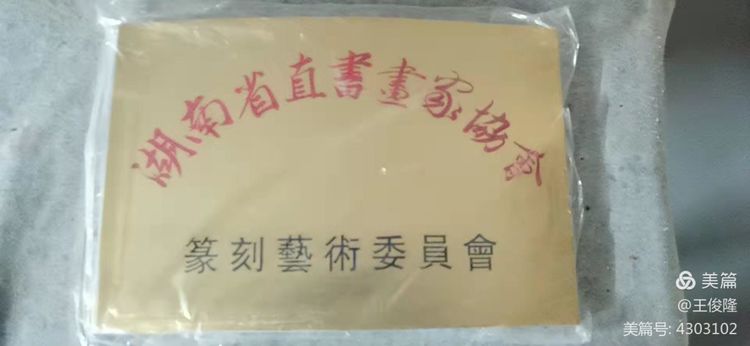 湖南省直書畫家協會
篆刻藝術委員會
美篇
@王俊隆
美篇号: 4303102